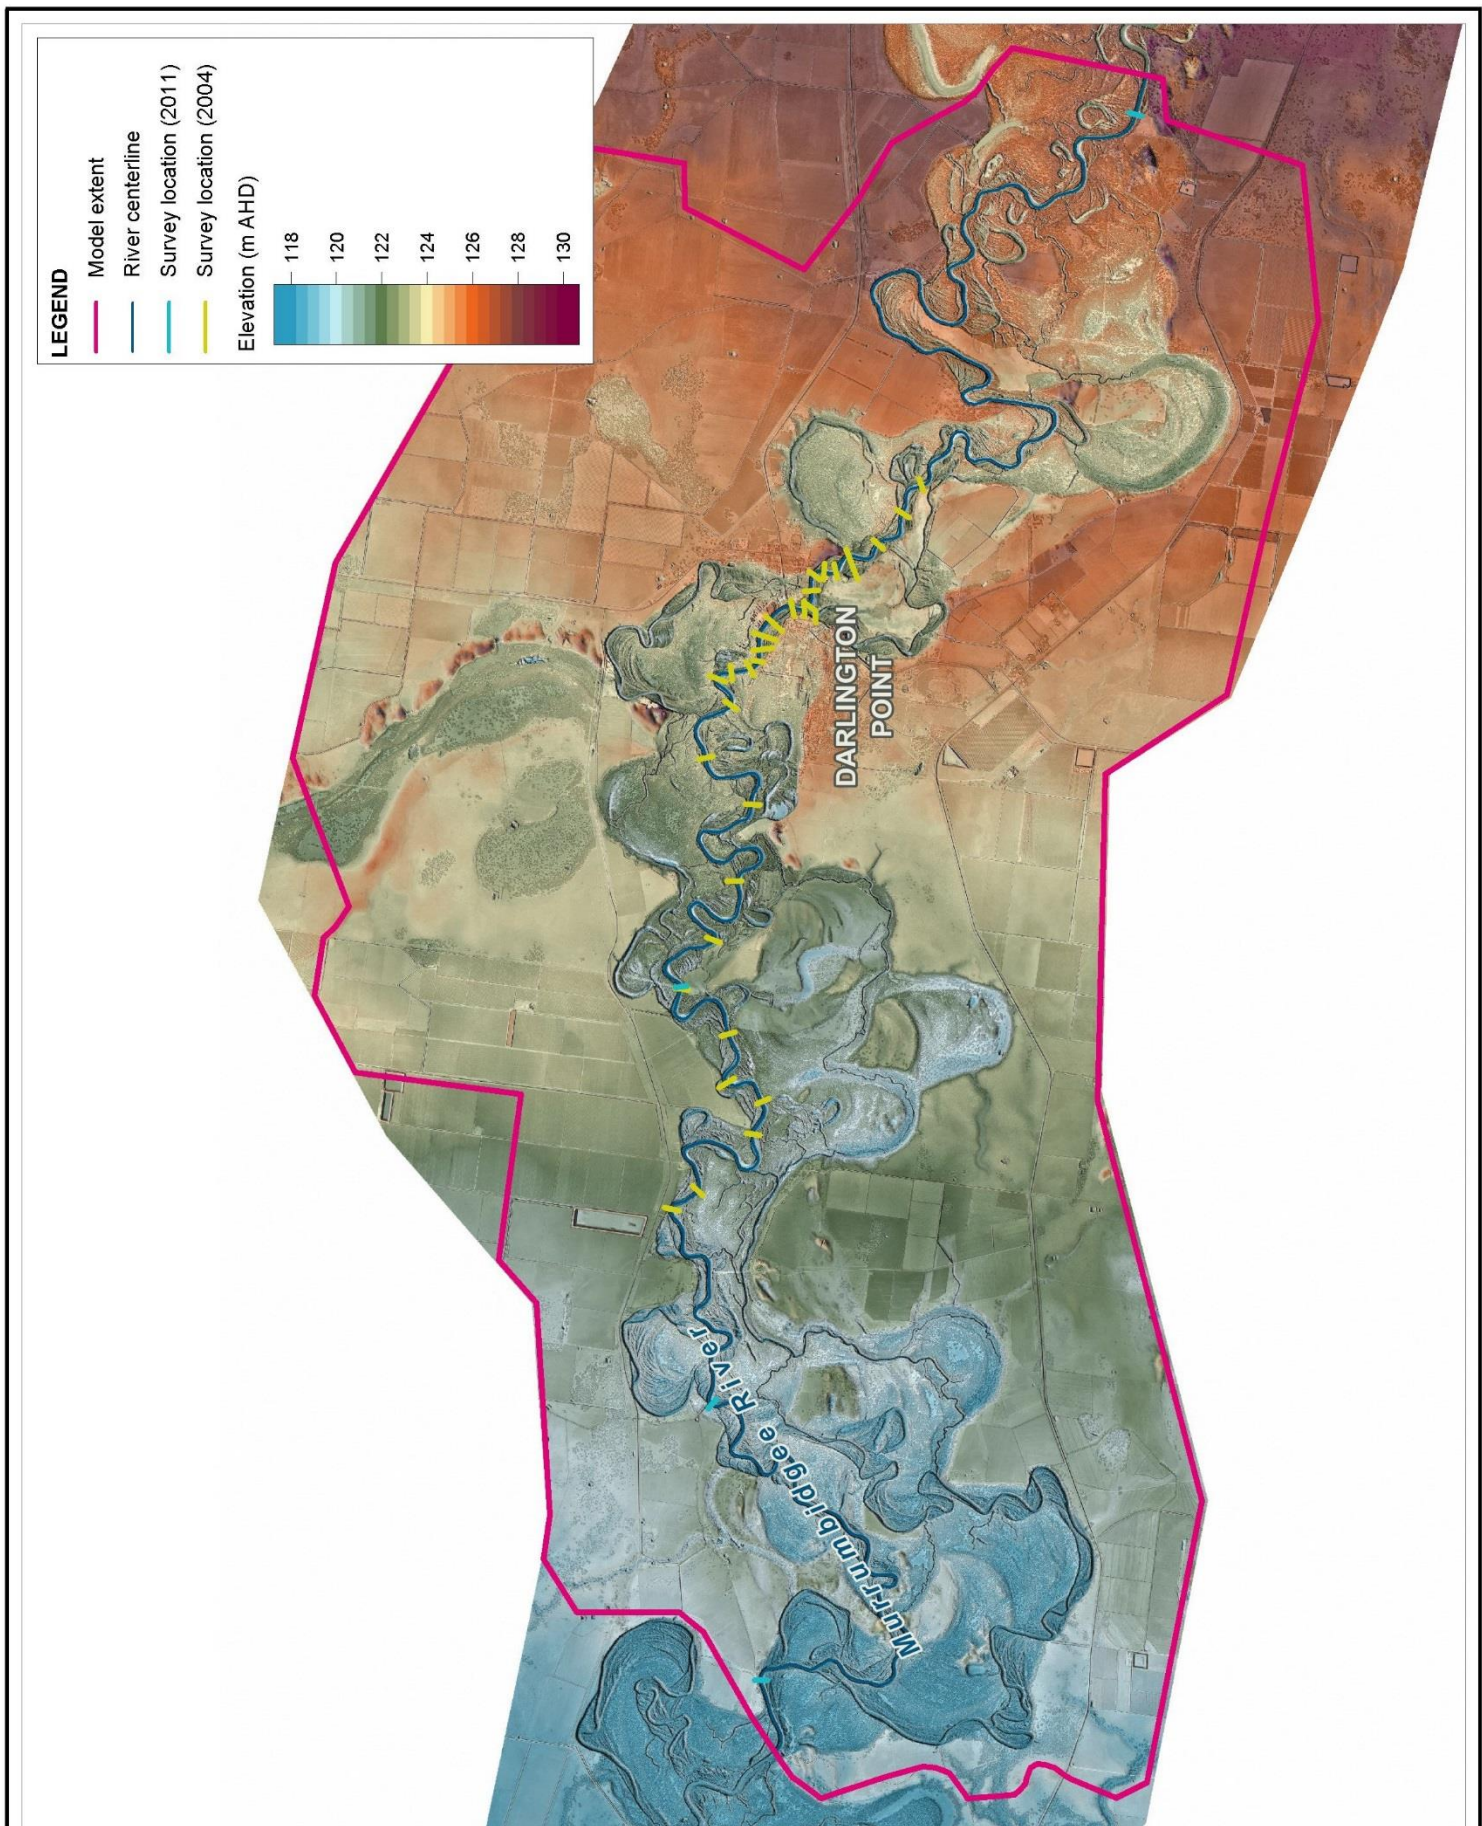 LEGEND
Model extent
River centerline
Survey location (2011)
Survey location (2004)
Elevation (m AHD)
118
120
122
124
126
128
130
DARLINGTON
POINT
Murrumbidgee River